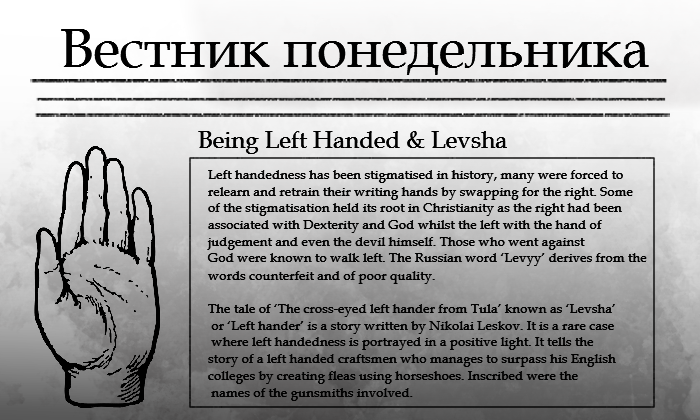 Вестник понедельника
Being Left Handed & Levsha
Left handedness has been stigmatised in history, many were forced to
relearn and retrain their writing hands by swapping for the right. Some
of the stigmatisation held its root in Christianity as the right had been
associated with Dexterity and God whilst the left with the hand of
judgement and even the devil himself. Those who went against
God were known to walk left. The Russian word ‘Levyy’ derives from the
words counterfeit and of poor quality.
The tale of ‘The cross-eyed left hander from Tula’ known as ‘Levsha’
or ‘Left hander’ is a story written by Nikolai Leskov. It is a rare case
where left handedness is portrayed in a positive light. It tells the
story of a left handed craftsmen who manages to surpass his English
colleges by creating fleas using horseshoes. Inscribed were the
names of the gunsmiths involved.